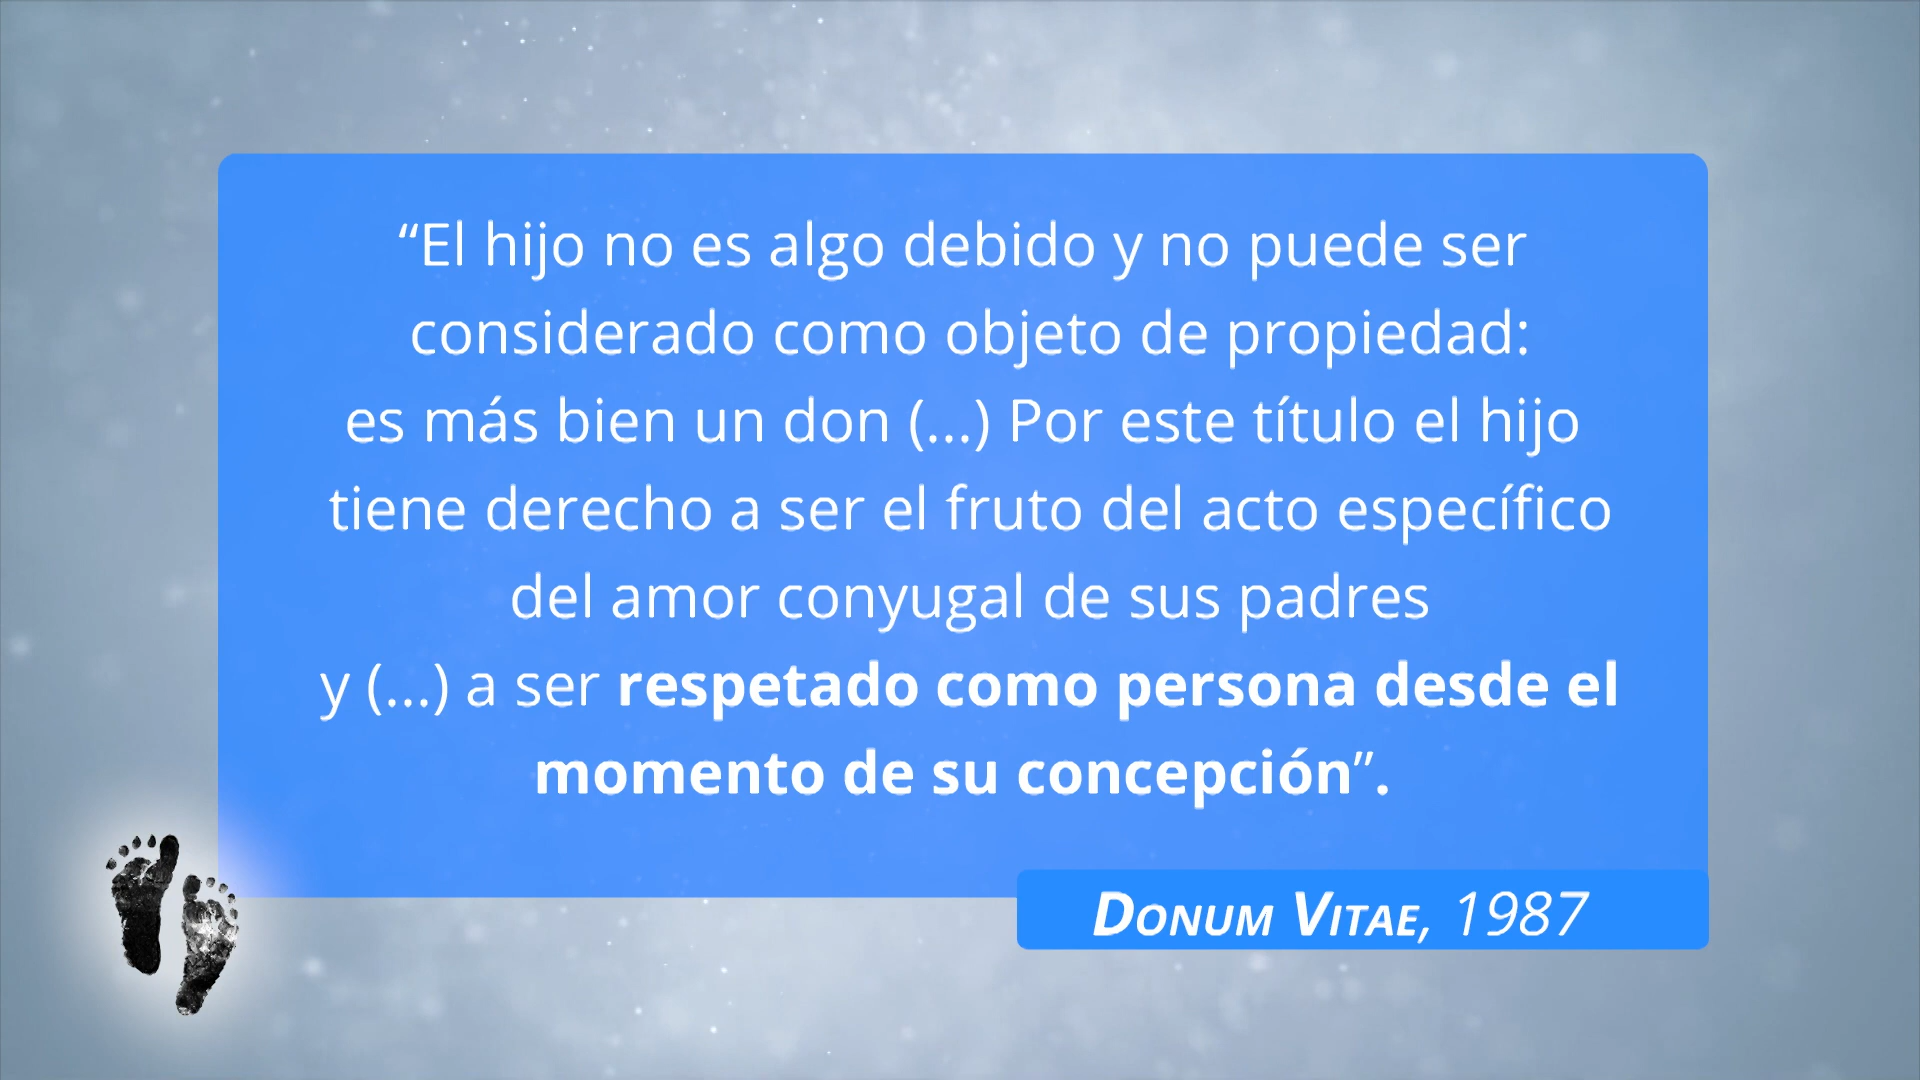 “El hijo no es algo debido y no puede ser
considerado como objeto de propiedad:
es más bien un don (...) Por este título el hijo
tiene derecho a ser el fruto del acto específico
del amor conyugal de sus padres
y (...) a ser respetado como persona desde el
momento de su concepción”.
Donum Vitae, 1987